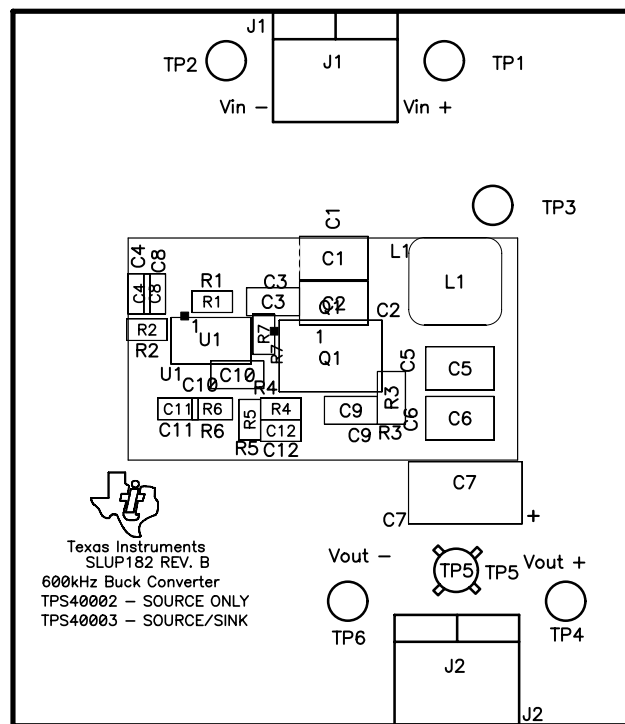 J1
J1
TP2
TP1
Vin -
Vin +
TP3
C1
C1
L1
L1
C4
C8
C4
C8
R1
R1
C3
C3
C2
Q1
C2
R2
R2
1
U1
U1
R7
R7
1
Q1
C10
C10
R4
C5
C5
R3
R3
C11
C11
R6
R6
R5
R5
R4
C12
C12
C9
C9
C6
C6
C7
C7
+
Texas Instruments
SLUP182 REV. B
600kHz Buck Converter
TPS40002 - SOURCE ONLY
TPS40003 - SOURCE/SINK
Vout -
Vout +
TP5
TP5
TP6
TP4
J2
J2